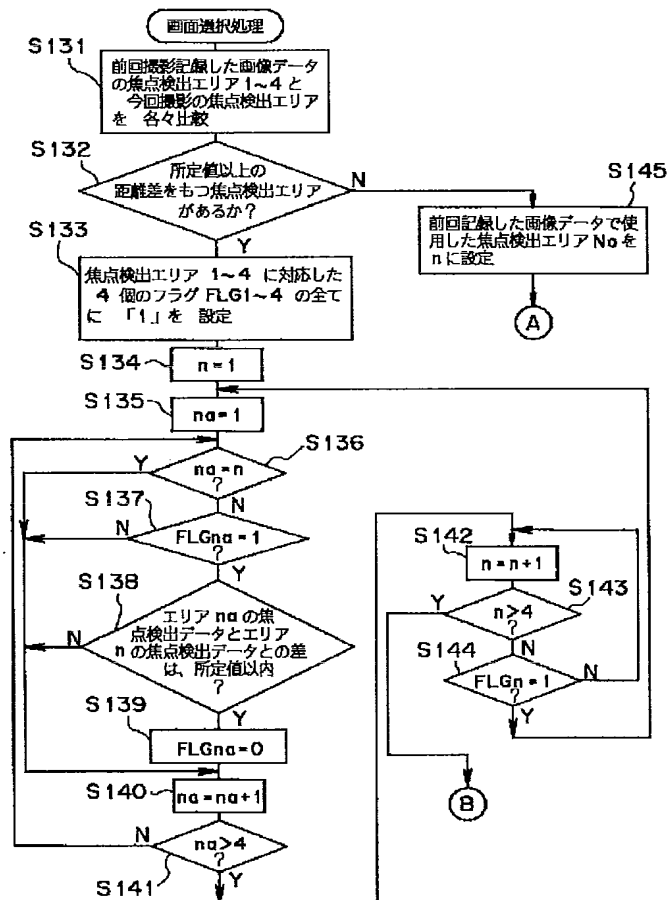 画面選択処理
S131
前回撮影記録した画像データ
の焦点検出エリア1~4と
今回撮影の焦点検出エリア
を 各々比較
S132
所定値以上の
距離差をもつ焦点検出エリア
があるか?
N
Y
S145
前回記録した画像データで使
用した焦点検出エリアNaを
nに設定
A
S133
焦点検出エリア 1~4 に対応した
4 個のフラグ FLG1~4 の全て
に 「1」を 設定
S134
n=1
S135
na=1
S136
na=n
?
Y
N
S137
FLGna=1
?
N
Y
S138
エリア na の焦
点検出データとエリア
n の焦点検出データとの差
は、所定値以内
?
N
Y
S139
FLGna=0
S140
na=na+1
S141
na>4
?
N
Y
S142
n=n+1
S143
n>4
?
Y
N
S144
FLGn=1
?
N
Y
B